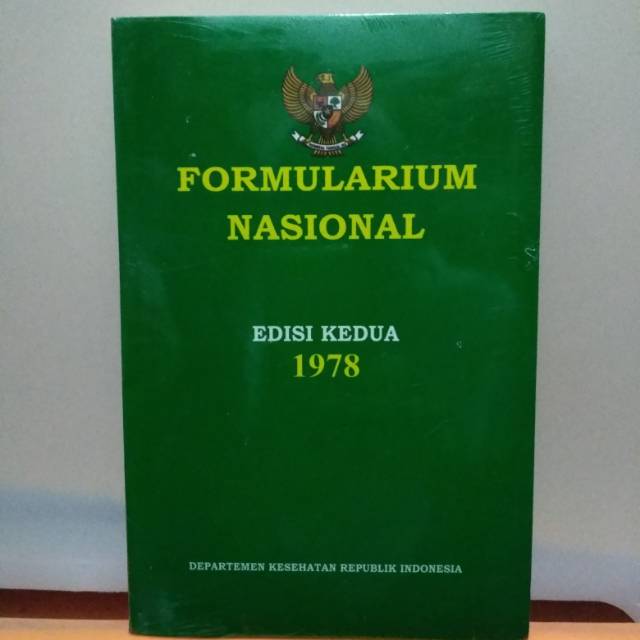 FORMULARIUM
NASIONAL
EDISI KEDUA
1978
DEPARTEMEN KESEHATAN REPUBLIK INDONESIA